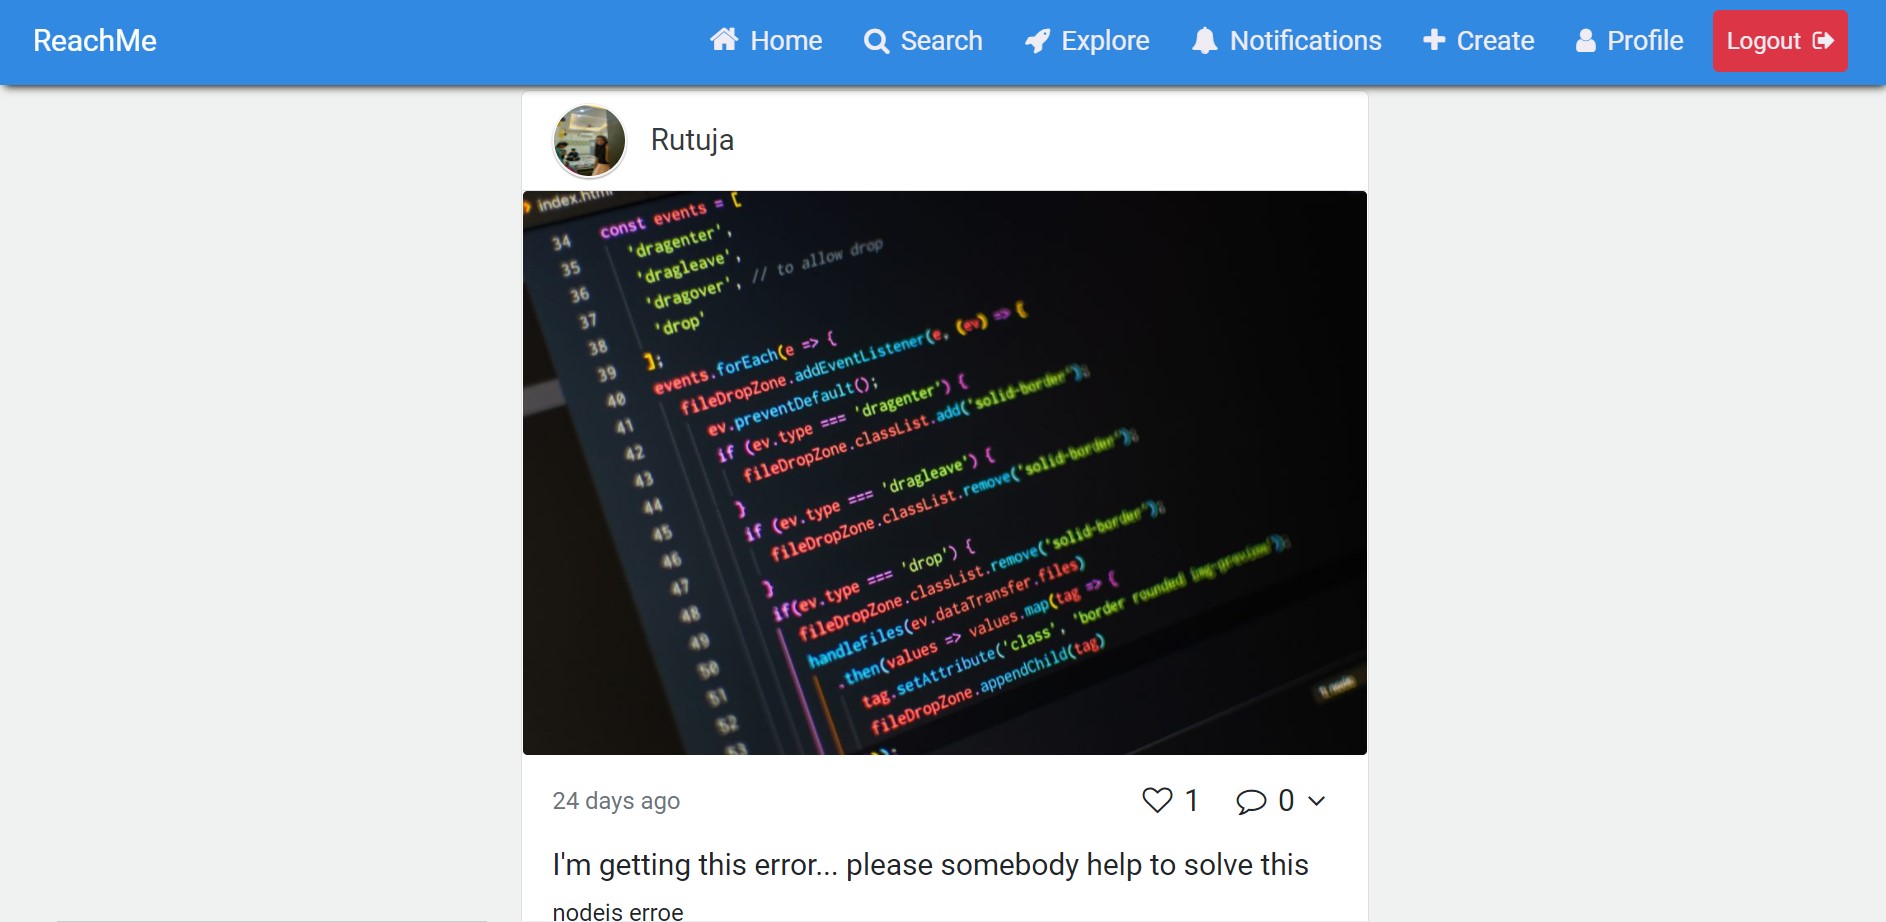 ReachMe
Home Search Explore Notifications Create Profile Logout
Rutuja
index.html
34 const events = [
35 'dragenter',
36 'dragleave',
37 'dragover', // to allow drop
38 'drop'
39 ];
40 events.forEach(e => {
41 fileDropZone.addEventListener(e, (ev) => {
42 ev.preventDefault();
43 if (ev.type === 'dragenter') {
44 fileDropZone.classList.add('solid-border');
45 }
46 if (ev.type === 'dragleave') {
47 fileDropZone.classList.remove('solid-border');
48 }
49 if(ev.type === 'drop') {
50 fileDropZone.classList.remove('solid-border');
51 handleFiles(ev.dataTransfer.files)
52 .then(values => values.map(tag => {
53 tag.setAttribute('class', 'border rounded img-preview');
fileDropZone.appendChild(tag)
}));
24 days ago 1 0
I'm getting this error... please somebody help to solve this
nodejs erroe